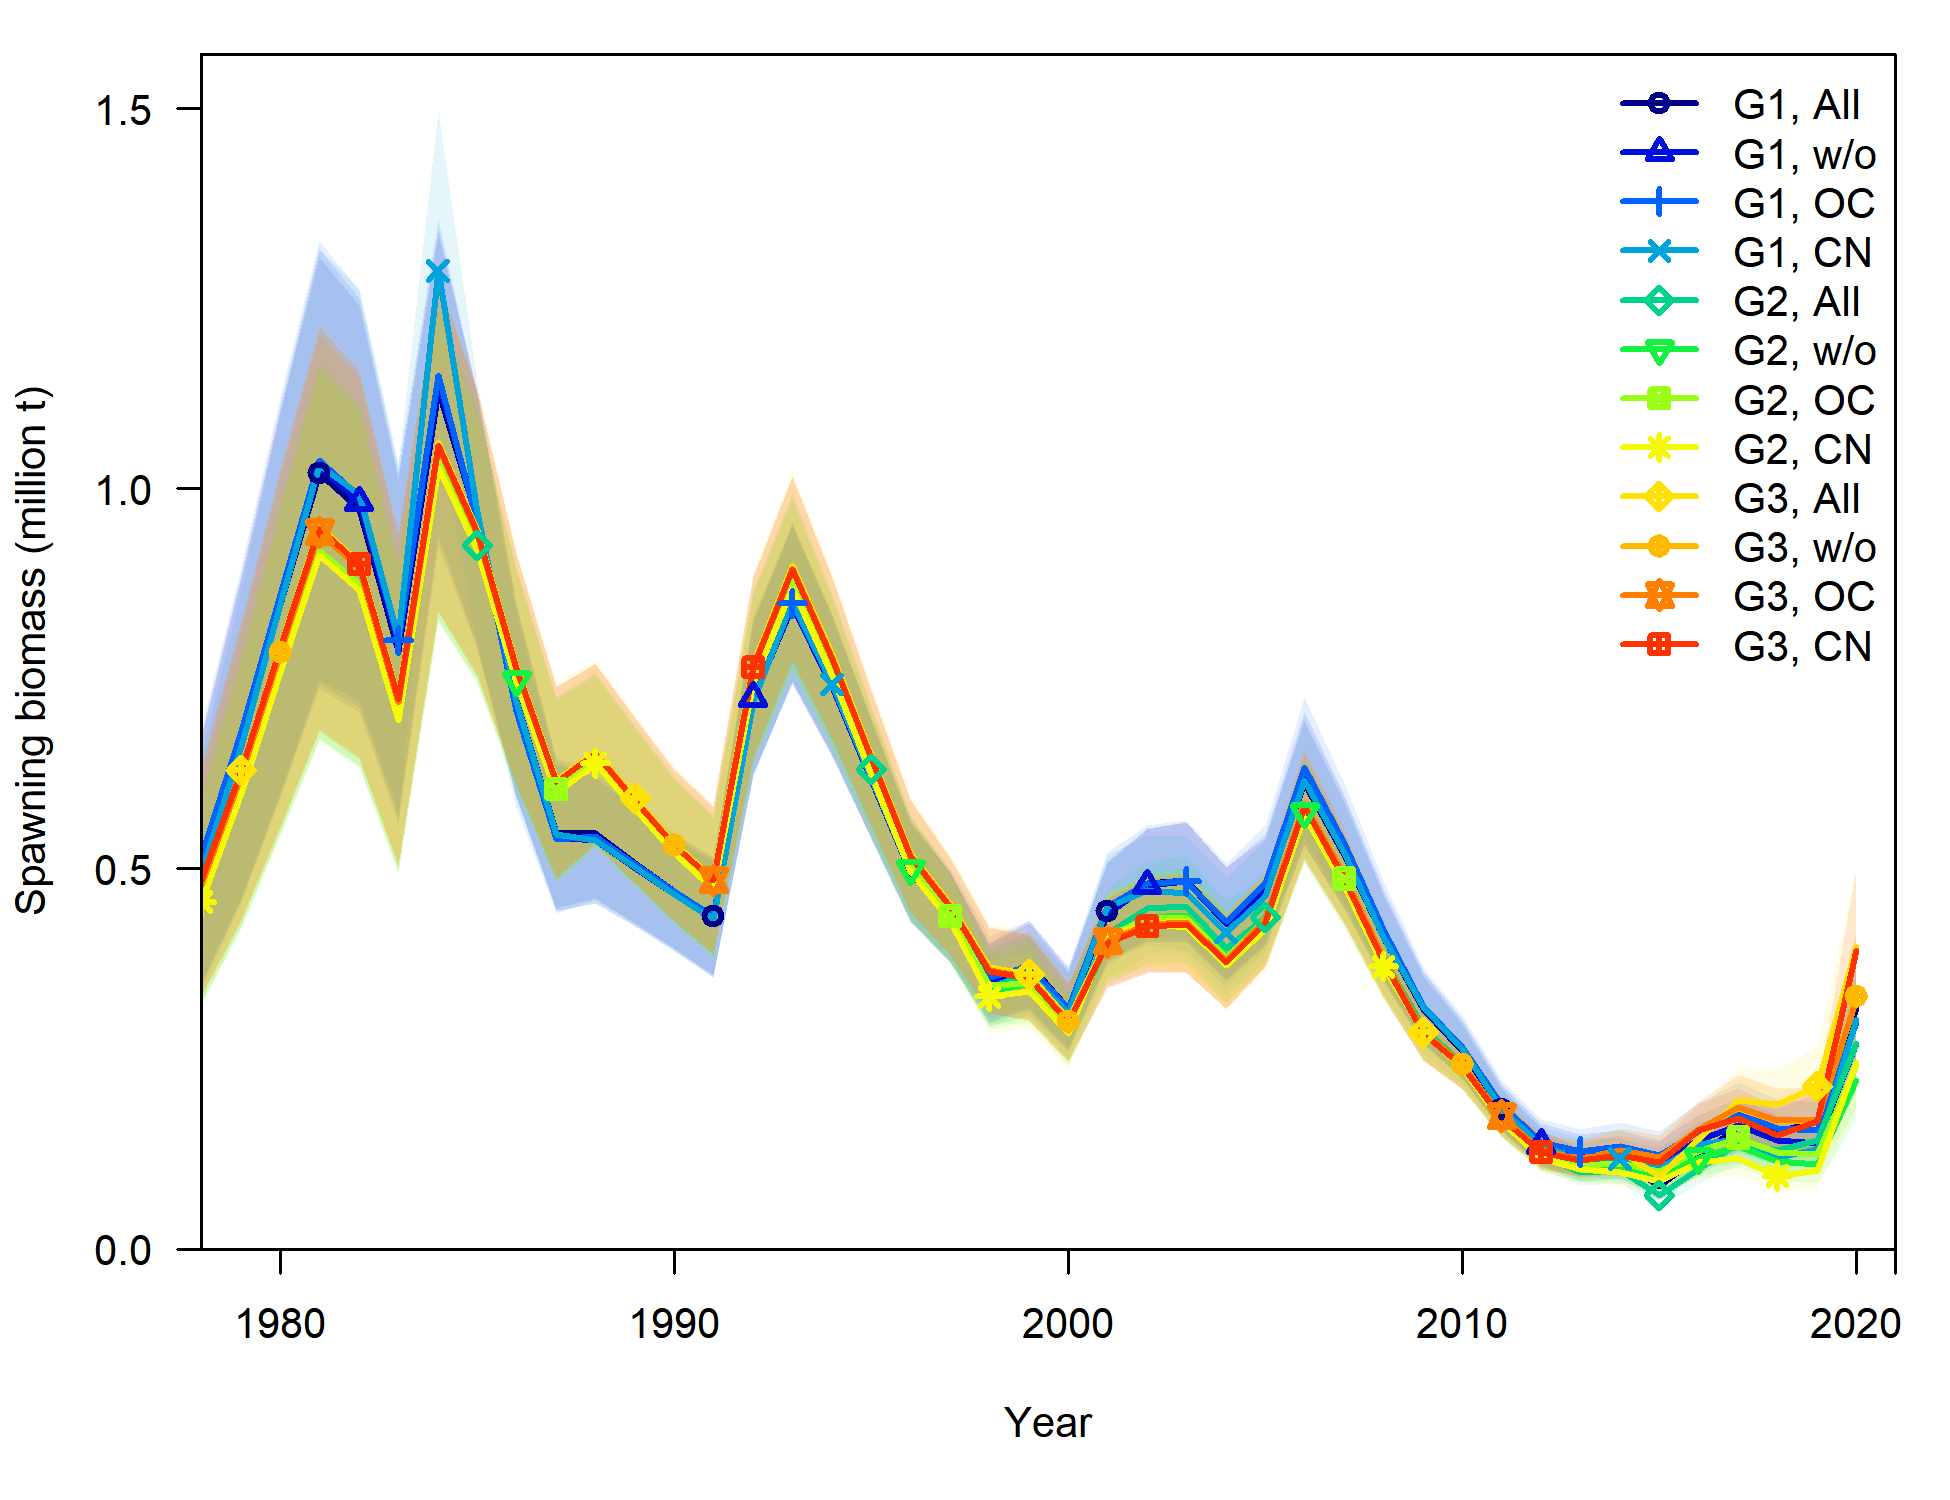 Spawning biomass (million t)
1.5
1.0
0.5
0.0
G1, All
G1, w/o
G1, OC
G1, CN
G2, All
G2, w/o
G2, OC
G2, CN
G3, All
G3, w/o
G3, OC
G3, CN
1980 1990 2000 2010 2020
Year